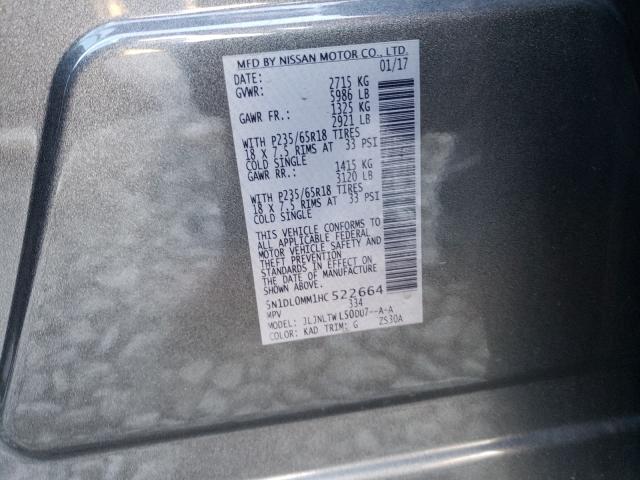 MFD BY NISSAN MOTOR CO., LTD.
DATE: 01/17
GVWR: 2715 KG
5986 LB
GAWR FR.: 1325 KG
2921 LB
WITH P235/65R18 TIRES
18 X 7.5 RIMS AT 33 PSI
COLD SINGLE
GAWR RR.: 1415 KG
3120 LB
WITH P235/65R18 TIRES
18 X 7.5 RIMS AT 33 PSI
COLD SINGLE
THIS VEHICLE CONFORMS TO
ALL APPLICABLE FEDERAL
MOTOR VEHICLE SAFETY AND
THEFT PREVENTION
STANDARDS IN EFFECT ON
THE DATE OF MANUFACTURE
SHOWN ABOVE.
5N1DL0MM1HC522664
MPV 334
MODEL: JLJNLTWL50DU7--A-A
COLOR: KAD TRIM: G ZS30A